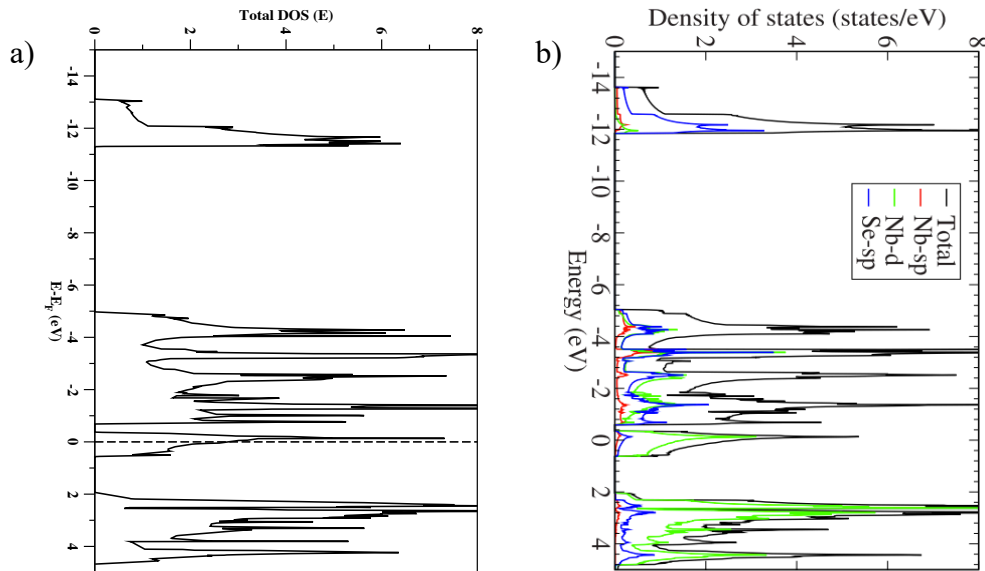 a)
Total DOS (E)
0 2 4 6 8
-14
-12
-10
-8
-6
-4
-2
0
2
4
E-E_F (eV)
b)
Density of states (states/eV)
0 2 4 6 8
-14
-12
-10
-8
-6
-4
-2
0
2
4
Energy (eV)
Total
Nb-sp
Nb-d
Se-sp